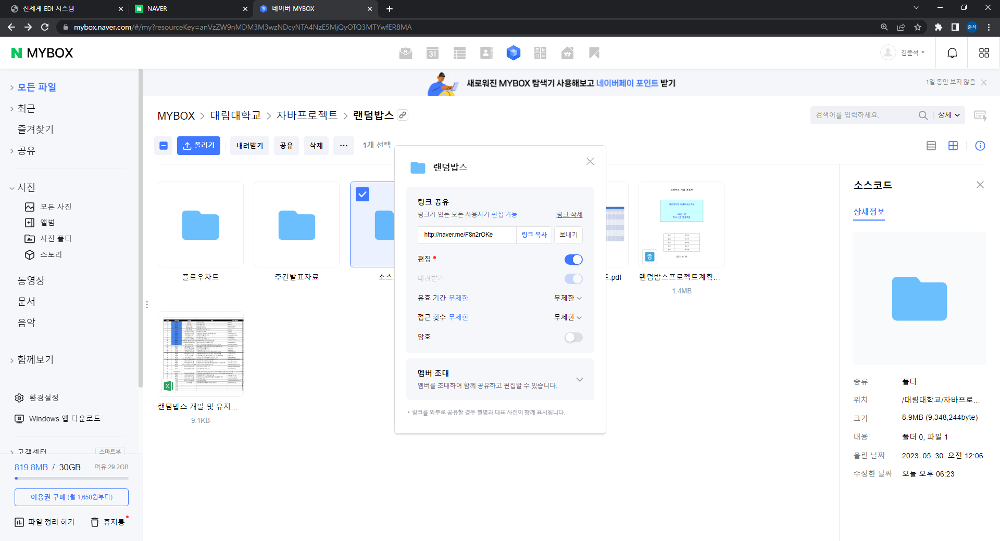 신세계 EDI 시스템
NAVER
네이버 MYBOX
mybox.naver.com/#/my?resourceKey=anVzZW9nMDM3M3wzNDcyNTA4NzE5MjQyOTQ3MTYwfER8MA
준석
N MYBOX
31
김준석
새로워진 MYBOX 탐색기 사용해보고 네이버페이 포인트 받기
1일 동안 보지 않음
모든 파일
최근
즐겨찾기
공유
사진
모든 사진
앨범
사진 폴더
스토리
동영상
문서
음악
함께보기
환경설정
Windows 앱 다운로드
고객센터
스마트봇
819.8MB / 30GB
여유 29.2GB
이용권 구매 (월 1,650원부터)
파일 정리 하기
휴지통
MYBOX > 대림대학교 > 자바프로젝트 > 랜덤밥스
검색어를 입력하세요.
상세
올리기
내려받기
공유
삭제
1개 선택
플로우차트
주간발표자료
소스
.pdf
랜덤밥스프로젝트계획...
1.4MB
랜덤밥스 개발 및 유지...
9.1KB
랜덤밥스
링크 공유
링크가 있는 모든 사용자가 편집 가능
링크 삭제
http://naver.me/F8n2rOKe
링크 복사
보내기
편집
내려받기
유효 기간 무제한
무제한
접근 횟수 무제한
무제한
암호
멤버 초대
멤버를 초대하여 함께 공유하고 편집할 수 있습니다.
• 링크를 외부로 공유할 경우 별명과 대표 사진이 함께 표시됩니다.
소스코드
상세정보
종류 폴더
위치 /대림대학교/자바프로...
크기 8.9MB (9,348,244byte)
내용 폴더 0, 파일 1
올린 날짜 2023. 05. 30. 오전 12:06
수정한 날짜 오늘 오후 06:23